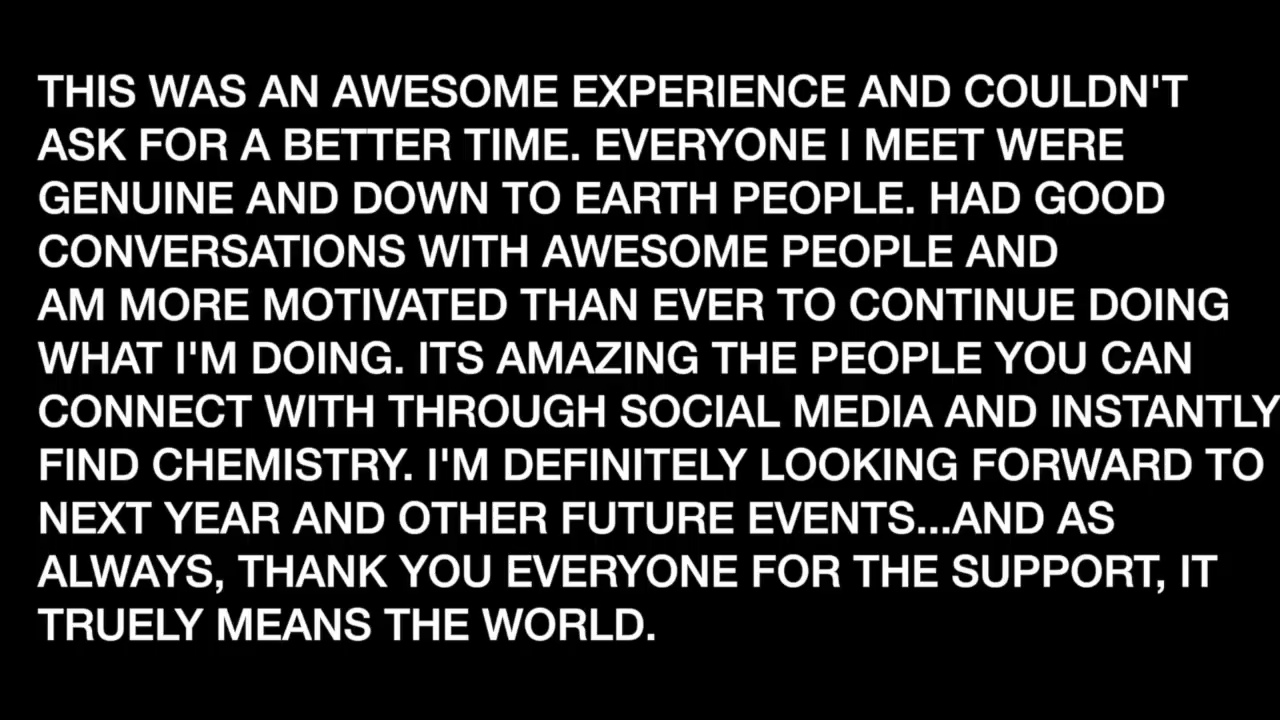 THIS WAS AN AWESOME EXPERIENCE AND COULDN'T
ASK FOR A BETTER TIME. EVERYONE I MEET WERE
GENUINE AND DOWN TO EARTH PEOPLE. HAD GOOD
CONVERSATIONS WITH AWESOME PEOPLE AND
AM MORE MOTIVATED THAN EVER TO CONTINUE DOING
WHAT I'M DOING. ITS AMAZING THE PEOPLE YOU CAN
CONNECT WITH THROUGH SOCIAL MEDIA AND INSTANTLY
FIND CHEMISTRY. I'M DEFINITELY LOOKING FORWARD TO
NEXT YEAR AND OTHER FUTURE EVENTS...AND AS
ALWAYS, THANK YOU EVERYONE FOR THE SUPPORT, IT
TRUELY MEANS THE WORLD.